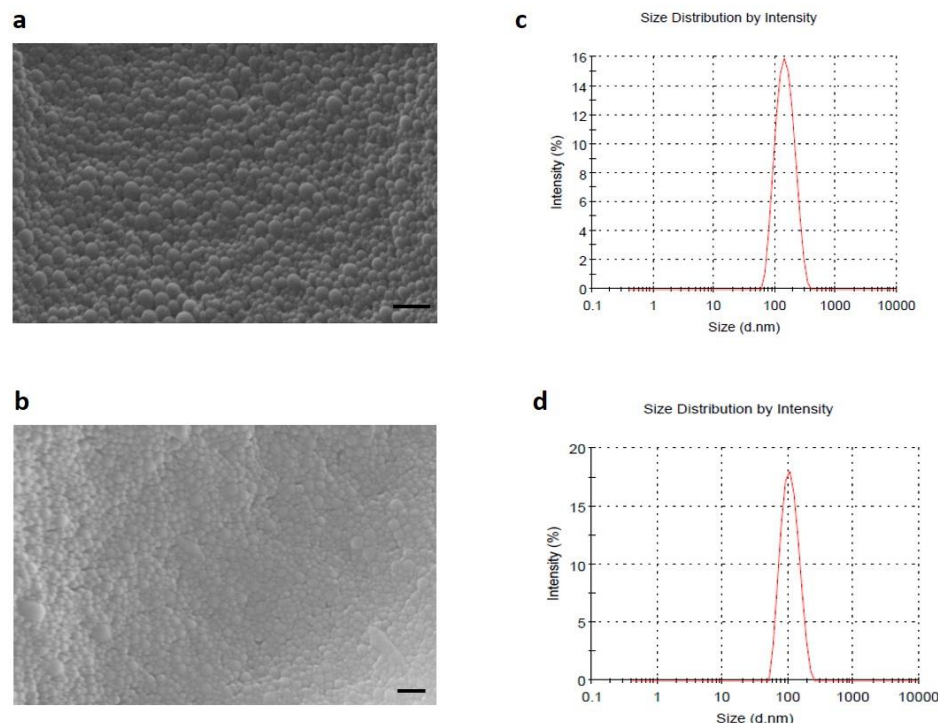 a
c
Size Distribution by Intensity
16
14
12
10
8
6
4
2
0
Intensity (%)
0.1 1 10 100 1000 10000
Size (d.nm)
b
d
Size Distribution by Intensity
20
15
10
5
0
Intensity (%)
0.1 1 10 100 1000 10000
Size (d.nm)